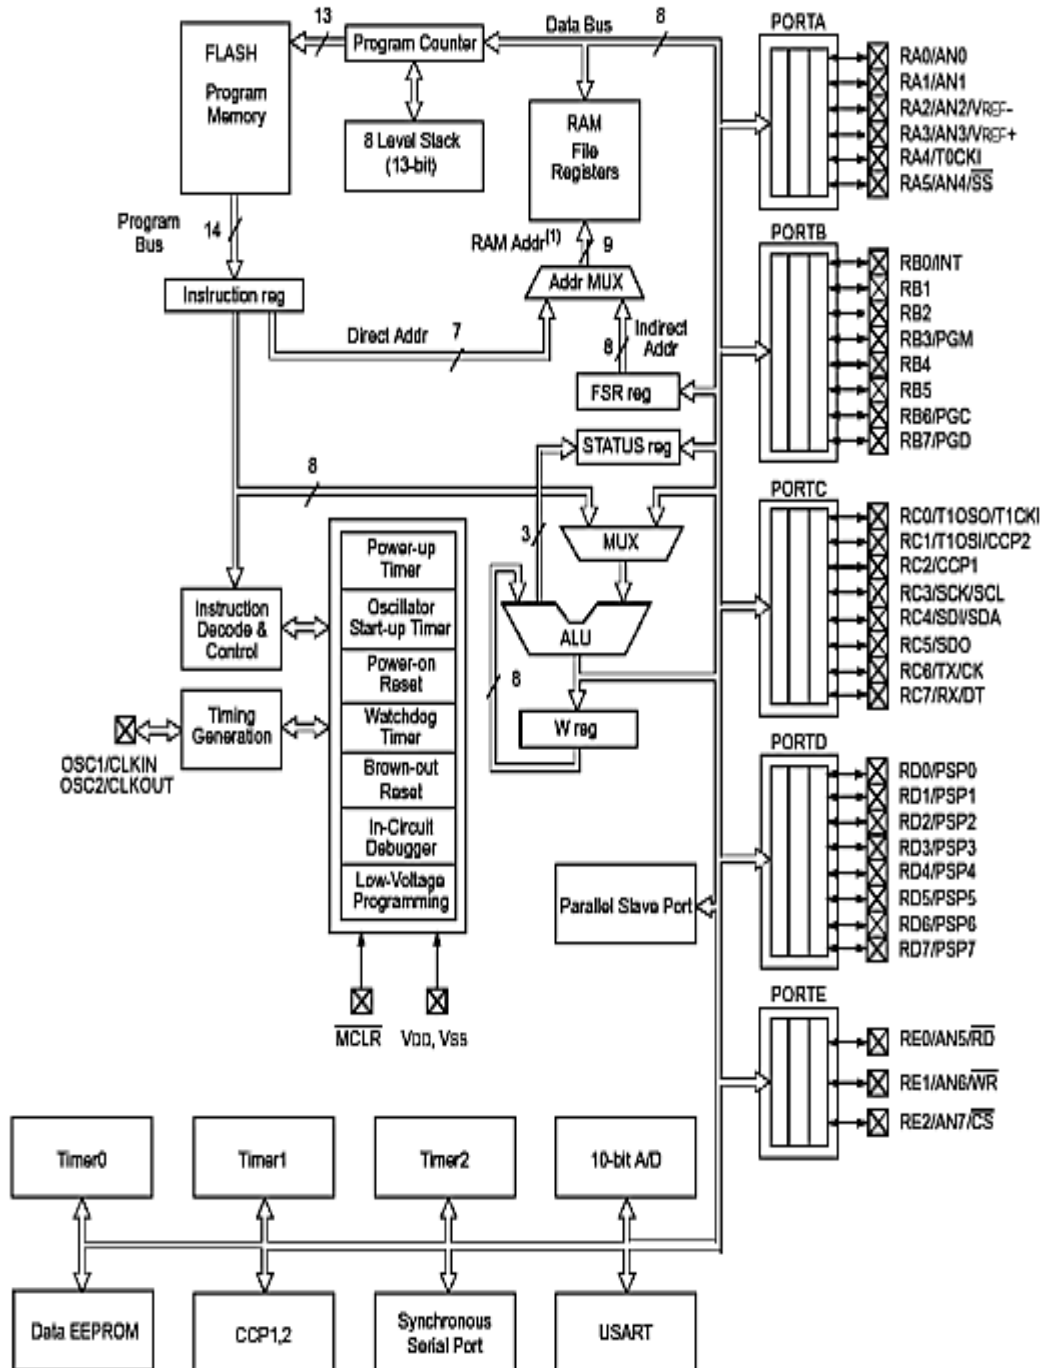 13
Data Bus
8
PORTA
FLASH
Program
Memory
Program Counter
8 Level Stack
(13-bit)
RAM
File
Registers
RA0/AN0
RA1/AN1
RA2/AN2/VREF-
RA3/AN3/VREF+
RA4/T0CKI
RA5/AN4/SS
Program
Bus
14
RAM Addr(1)
9
PORTB
Instruction reg
Addr MUX
Direct Addr
7
Indirect
Addr
8
FSR reg
STATUS reg
RB0/INT
RB1
RB2
RB3/PGM
RB4
RB5
RB6/PGC
RB7/PGD
8
3
MUX
PORTC
Power-up
Timer
Oscillator
Start-up Timer
Power-on
Reset
Watchdog
Timer
Brown-out
Reset
In-Circuit
Debugger
Low-Voltage
Programming
Instruction
Decode &
Control
Timing
Generation
OSC1/CLKIN
OSC2/CLKOUT
ALU
8
W reg
RC0/T1OSO/T1CKI
RC1/T1OSI/CCP2
RC2/CCP1
RC3/SCK/SCL
RC4/SDI/SDA
RC5/SDO
RC6/TX/CK
RC7/RX/DT
PORTD
RD0/PSP0
RD1/PSP1
RD2/PSP2
RD3/PSP3
RD4/PSP4
RD5/PSP5
RD6/PSP6
RD7/PSP7
Parallel Slave Port
MCLR
VDD, VSS
PORTE
RE0/AN5/RD
RE1/AN6/WR
RE2/AN7/CS
Timer0
Timer1
Timer2
10-bit A/D
Data EEPROM
CCP1,2
Synchronous
Serial Port
USART